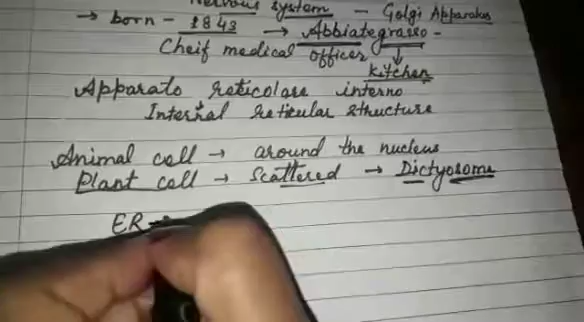 Nervous system - Golgi Apparatus
→ born - 1843 → Abbiategrasso -
Cheif medical officer
Kitchen
Apparato reticolare interno
Internal reticular structure
Animal cell → around the nucleus
Plant cell → Scattered → Dictyosome
ER →